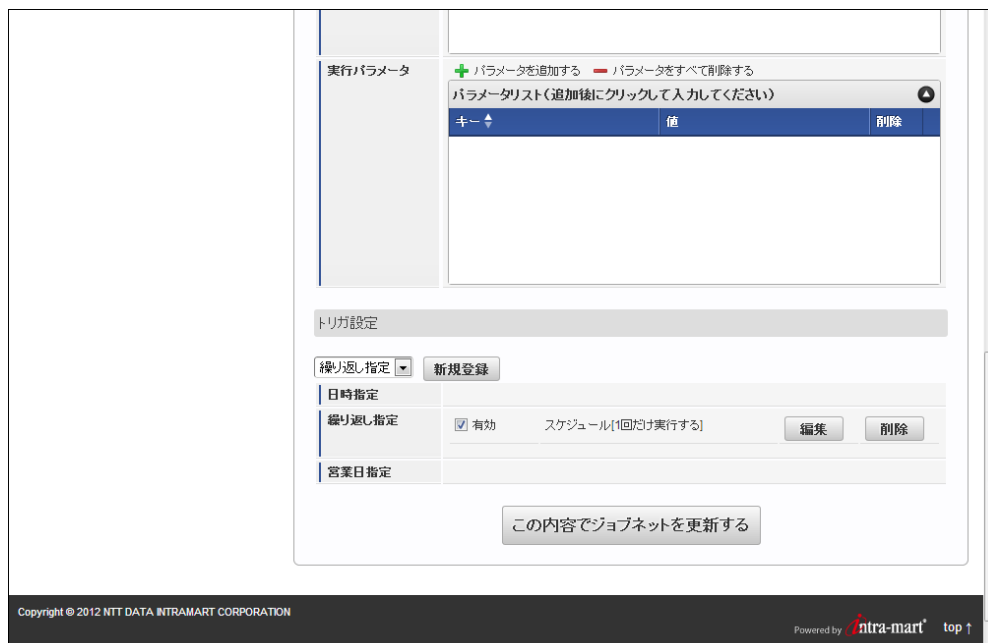 実行パラメータ
パラメータを追加する パラメータをすべて削除する
パラメータリスト(追加後にクリックして入力してください)
キー 値 削除
トリガ設定
繰り返し指定 新規登録
日時指定
繰り返し指定 有効 スケジュール[1回だけ実行する] 編集 削除
営業日指定
この内容でジョブネットを更新する
Copyright © 2012 NTT DATA INTRAMART CORPORATION
Powered by intra-mart® top ↑